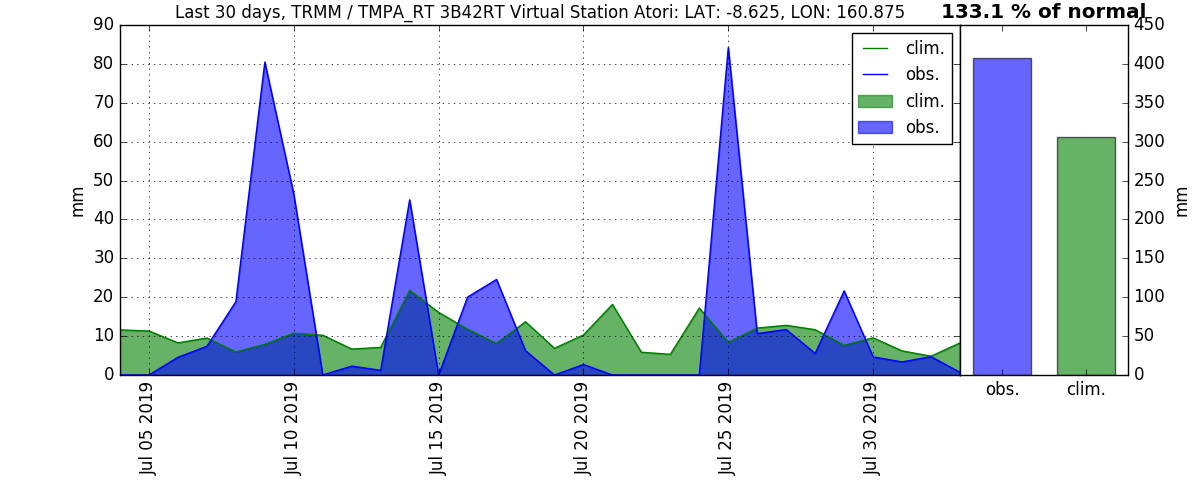 Last 30 days, TRMM / TMPA_RT 3B42RT Virtual Station Atori: LAT: -8.625, LON: 160.875
133.1 % of normal
90
80
70
60
50
40
30
20
10
0
mm
clim.
obs.
clim.
obs.
450
400
350
300
250
200
150
100
50
0
mm
Jul 05 2019
Jul 10 2019
Jul 15 2019
Jul 20 2019
Jul 25 2019
Jul 30 2019
obs.
clim.